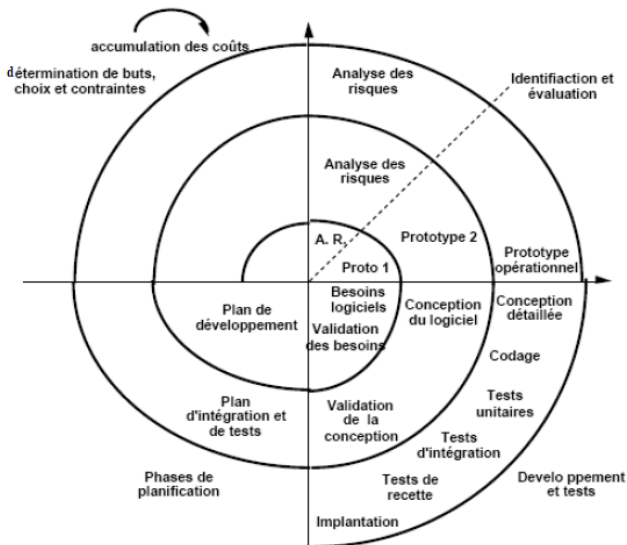 accumulation des coûts
détermination de buts,
choix et contraintes
Analyse des
risques
Identifiaction et
évaluation
Analyse des
risques
A. R.
Prototype 2
Proto 1
Prototype
opérationnel
Besoins
logiciels
Conception
du logiciel
Conception
détaillée
Plan de
développement
Validation
des besoins
Codage
Plan
d'intégration et
de tests
Validation
de la
conception
Tests
unitaires
Tests
d'intégration
Phases de
planification
Tests de
recette
Develo ppement
et tests
Implantation